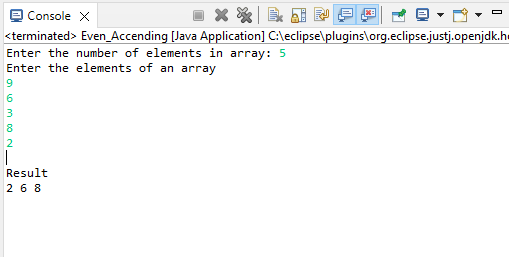 Console
<terminated> Even_Accending [Java Application] C:\eclipse\plugins\org.eclipse.justj.openjdk.h
Enter the number of elements in array: 5
Enter the elements of an array
9
6
3
8
2
Result
2 6 8